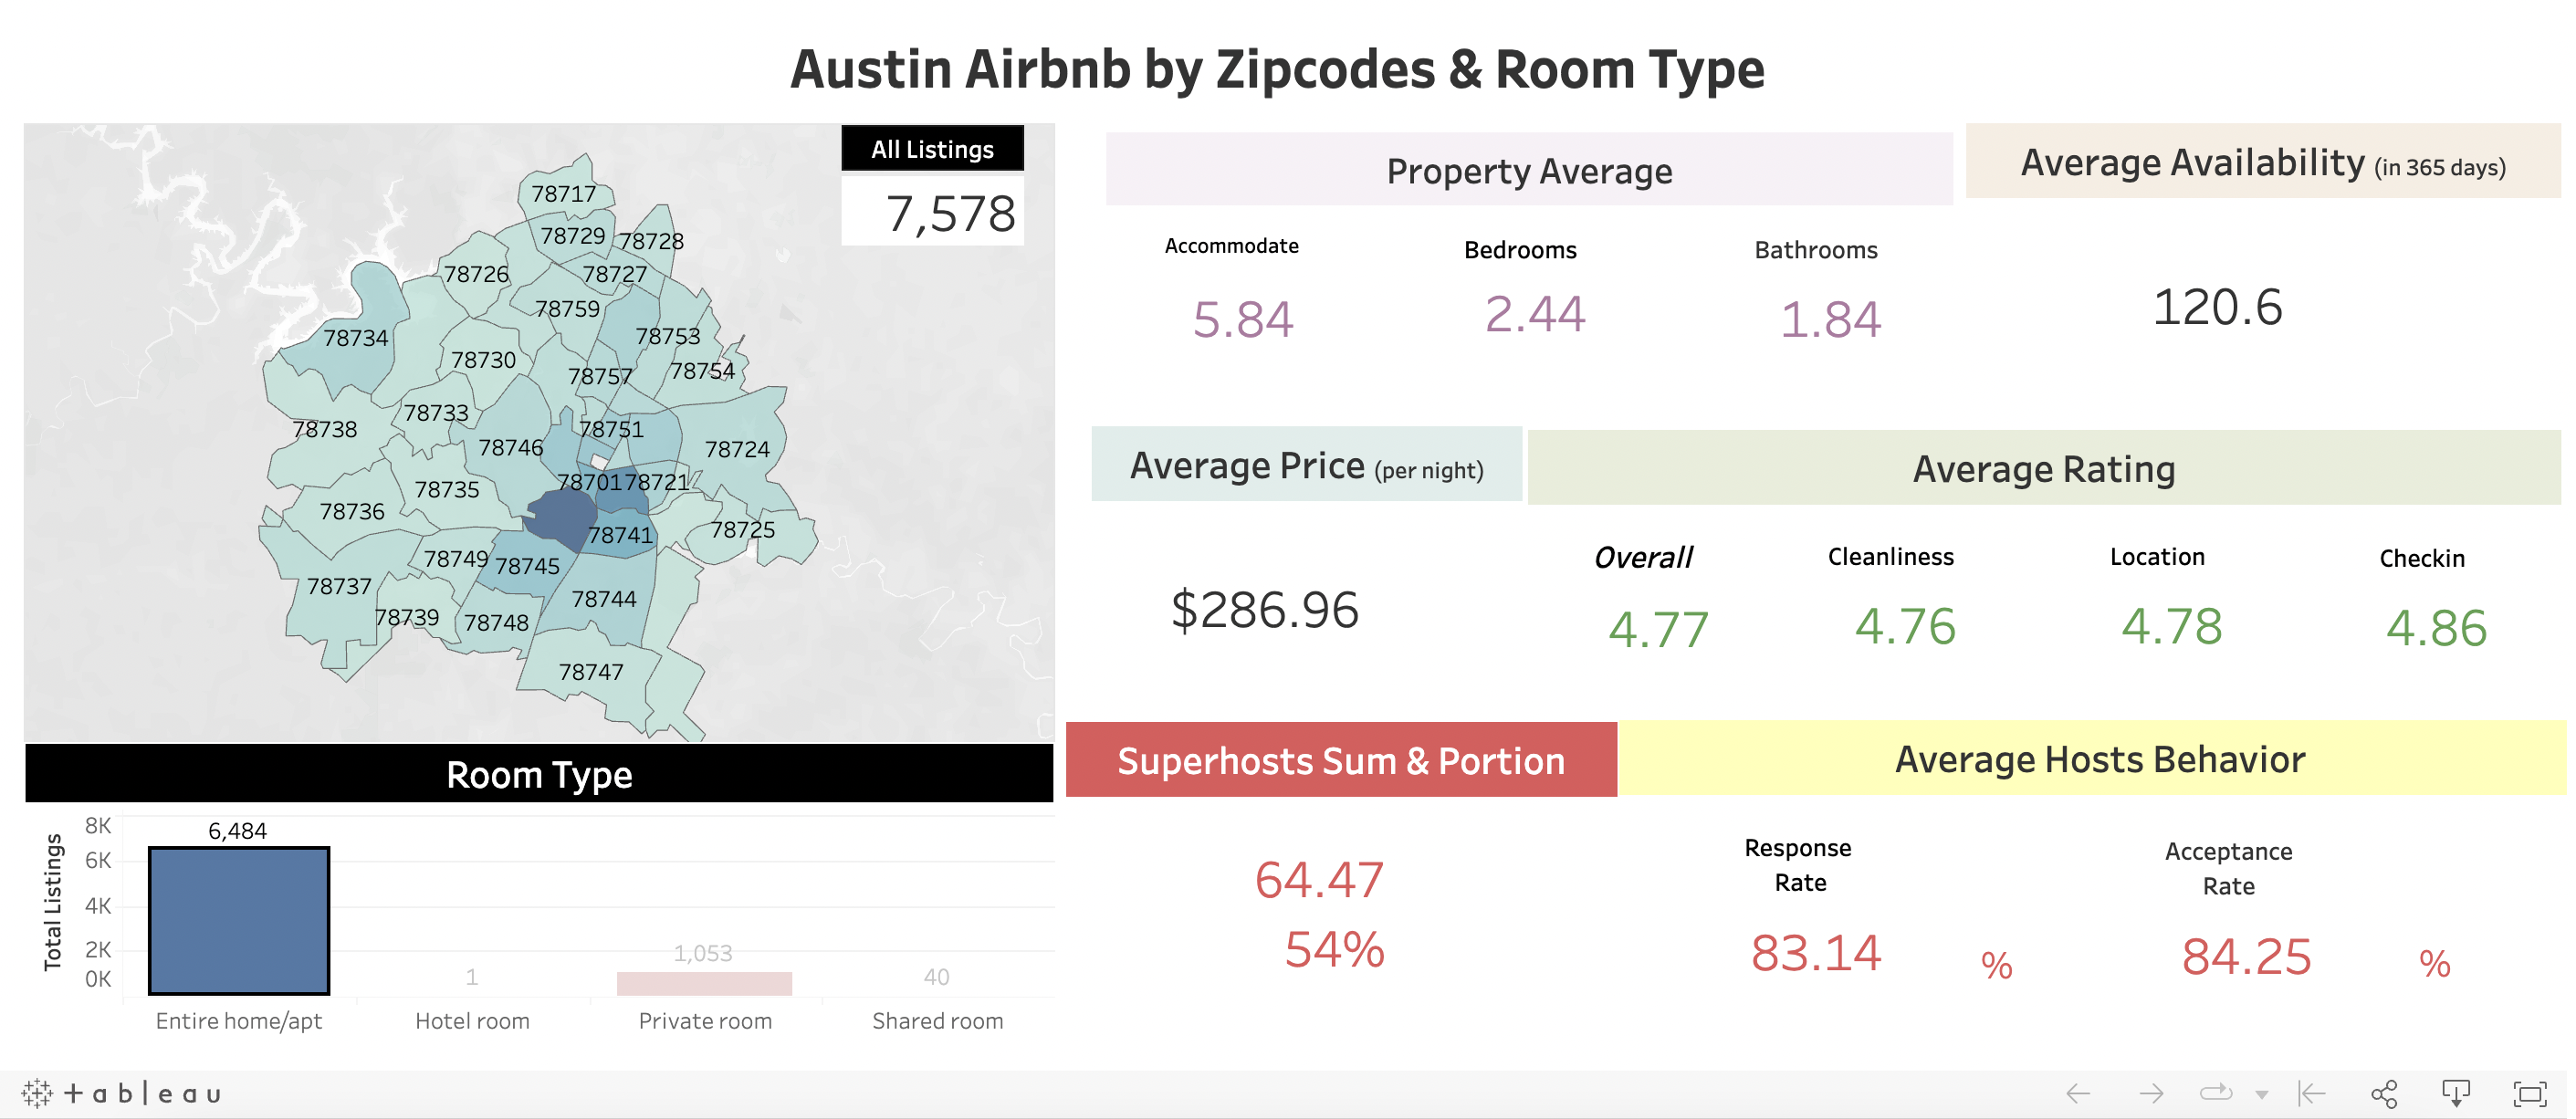 Austin Airbnb by Zipcodes & Room Type
All Listings
7,578
78717
78729
78728
78726
78727
78759
78734
78753
78730
78754
78757
78733
78738
78751
78746
78724
78701
78721
78735
78736
78725
78741
78749
78745
78737
78744
78739
78748
78747
Room Type
Total Listings
8K
6K
4K
2K
0K
6,484
1
1,053
40
Entire home/apt
Hotel room
Private room
Shared room
Property Average
Accommodate
Bedrooms
Bathrooms
5.84
2.44
1.84
Average Availability (in 365 days)
120.6
Average Price (per night)
$286.96
Average Rating
Overall
Cleanliness
Location
Checkin
4.77
4.76
4.78
4.86
Superhosts Sum & Portion
64.47
54%
Average Hosts Behavior
Response
Rate
83.14 %
Acceptance
Rate
84.25 %
+ableau